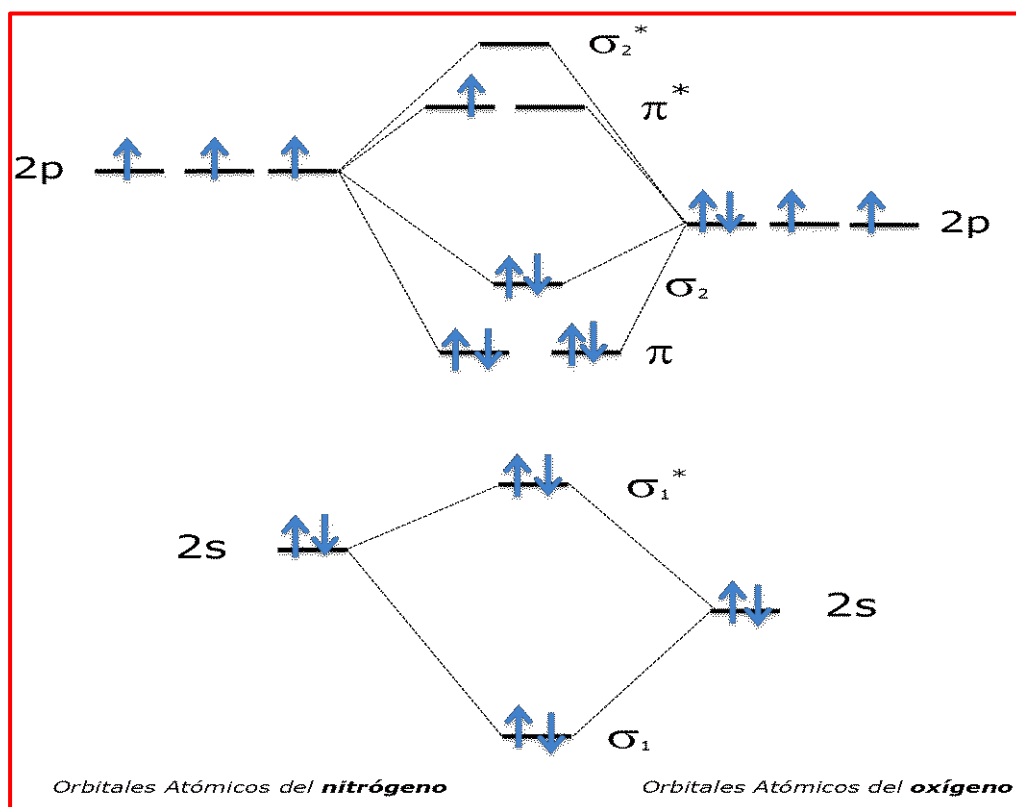 σ₂*
π*
2p
2p
σ₂
π
σ₁*
2s
2s
σ₁
Orbitales Atómicos del nitrógeno
Orbitales Atómicos del oxígeno